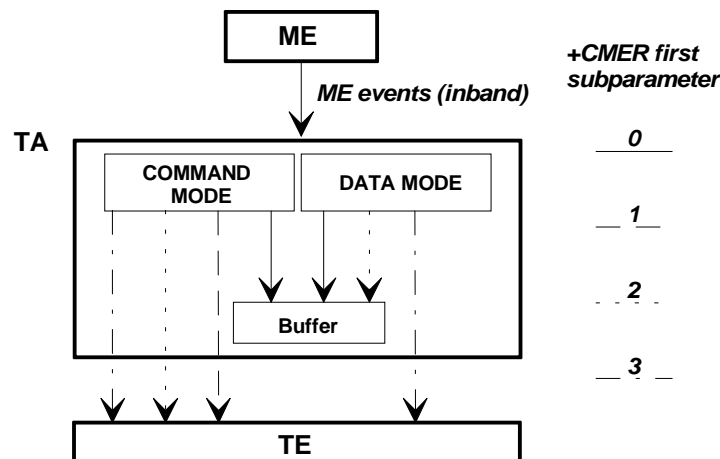 ME
+CMER first
subparameter
ME events (inband)
TA
0
COMMAND
MODE
DATA MODE
1
2
Buffer
3
TE